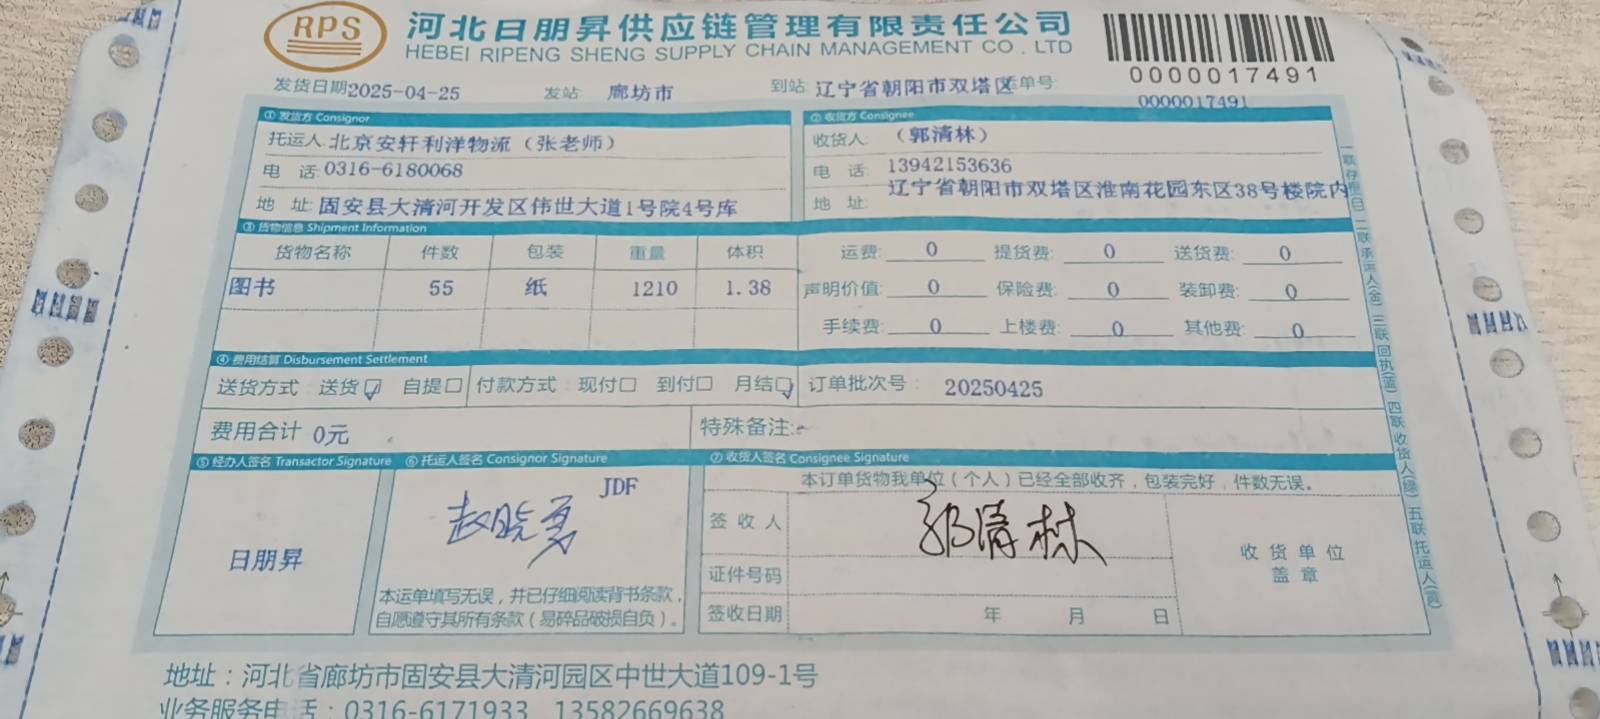 RPS
河北日朋昇供应链管理有限责任公司
HEBEI RIPENG SHENG SUPPLY CHAIN MANAGEMENT CO., LTD
0000017491
发货日期2025-04-25 发站: 廊坊市 到站: 辽宁省朝阳市双塔区 运单号:
0000017491
① 发货方 Consignor ② 收货方 Consignee
托运人: 北京安轩利洋物流（张老师） 收货人: （郭清林）
电 话: 0316-6180068 电 话: 13942153636
地 址: 固安县大清河开发区伟世大道1号院4号库 地 址: 辽宁省朝阳市双塔区淮南花园东区38号楼院内
③ 货物信息 Shipment Information
货物名称 件数 包装 重量 体积 运费: 0 提货费: 0 送货费: 0
图书 55 纸 1210 1.38 声明价值: 0 保险费: 0 装卸费: 0
手续费: 0 上楼费: 0 其他费: 0
④ 费用结算 Disbursement Settlement
送货方式 送货☑ 自提□ 付款方式: 现付□ 到付□ 月结☑ 订单批次号: 20250425
费用合计 0元 特殊备注:
⑤ 经办人签名 Transactor Signature ⑥ 托运人签名 Consignor Signature ⑦ 收货人签名 Consignee Signature
本订单货物我单位（个人）已经全部收齐，包装完好，件数无误。
JDF
赵晓勇
日朋昇
签收人 郭清林
收货单位
盖章
证件号码
本运单填写无误，并已仔细阅读背书条款，
自愿遵守其所有条款（易碎品破损自负）。
签收日期 年 月 日
一联存根(白) 二联承运人(金) 三联回执(蓝) 四联收货人(绿) 五联托运人(黄)
地址：河北省廊坊市固安县大清河园区中世大道109-1号
业务服务电话：0316-6171933 13582669638